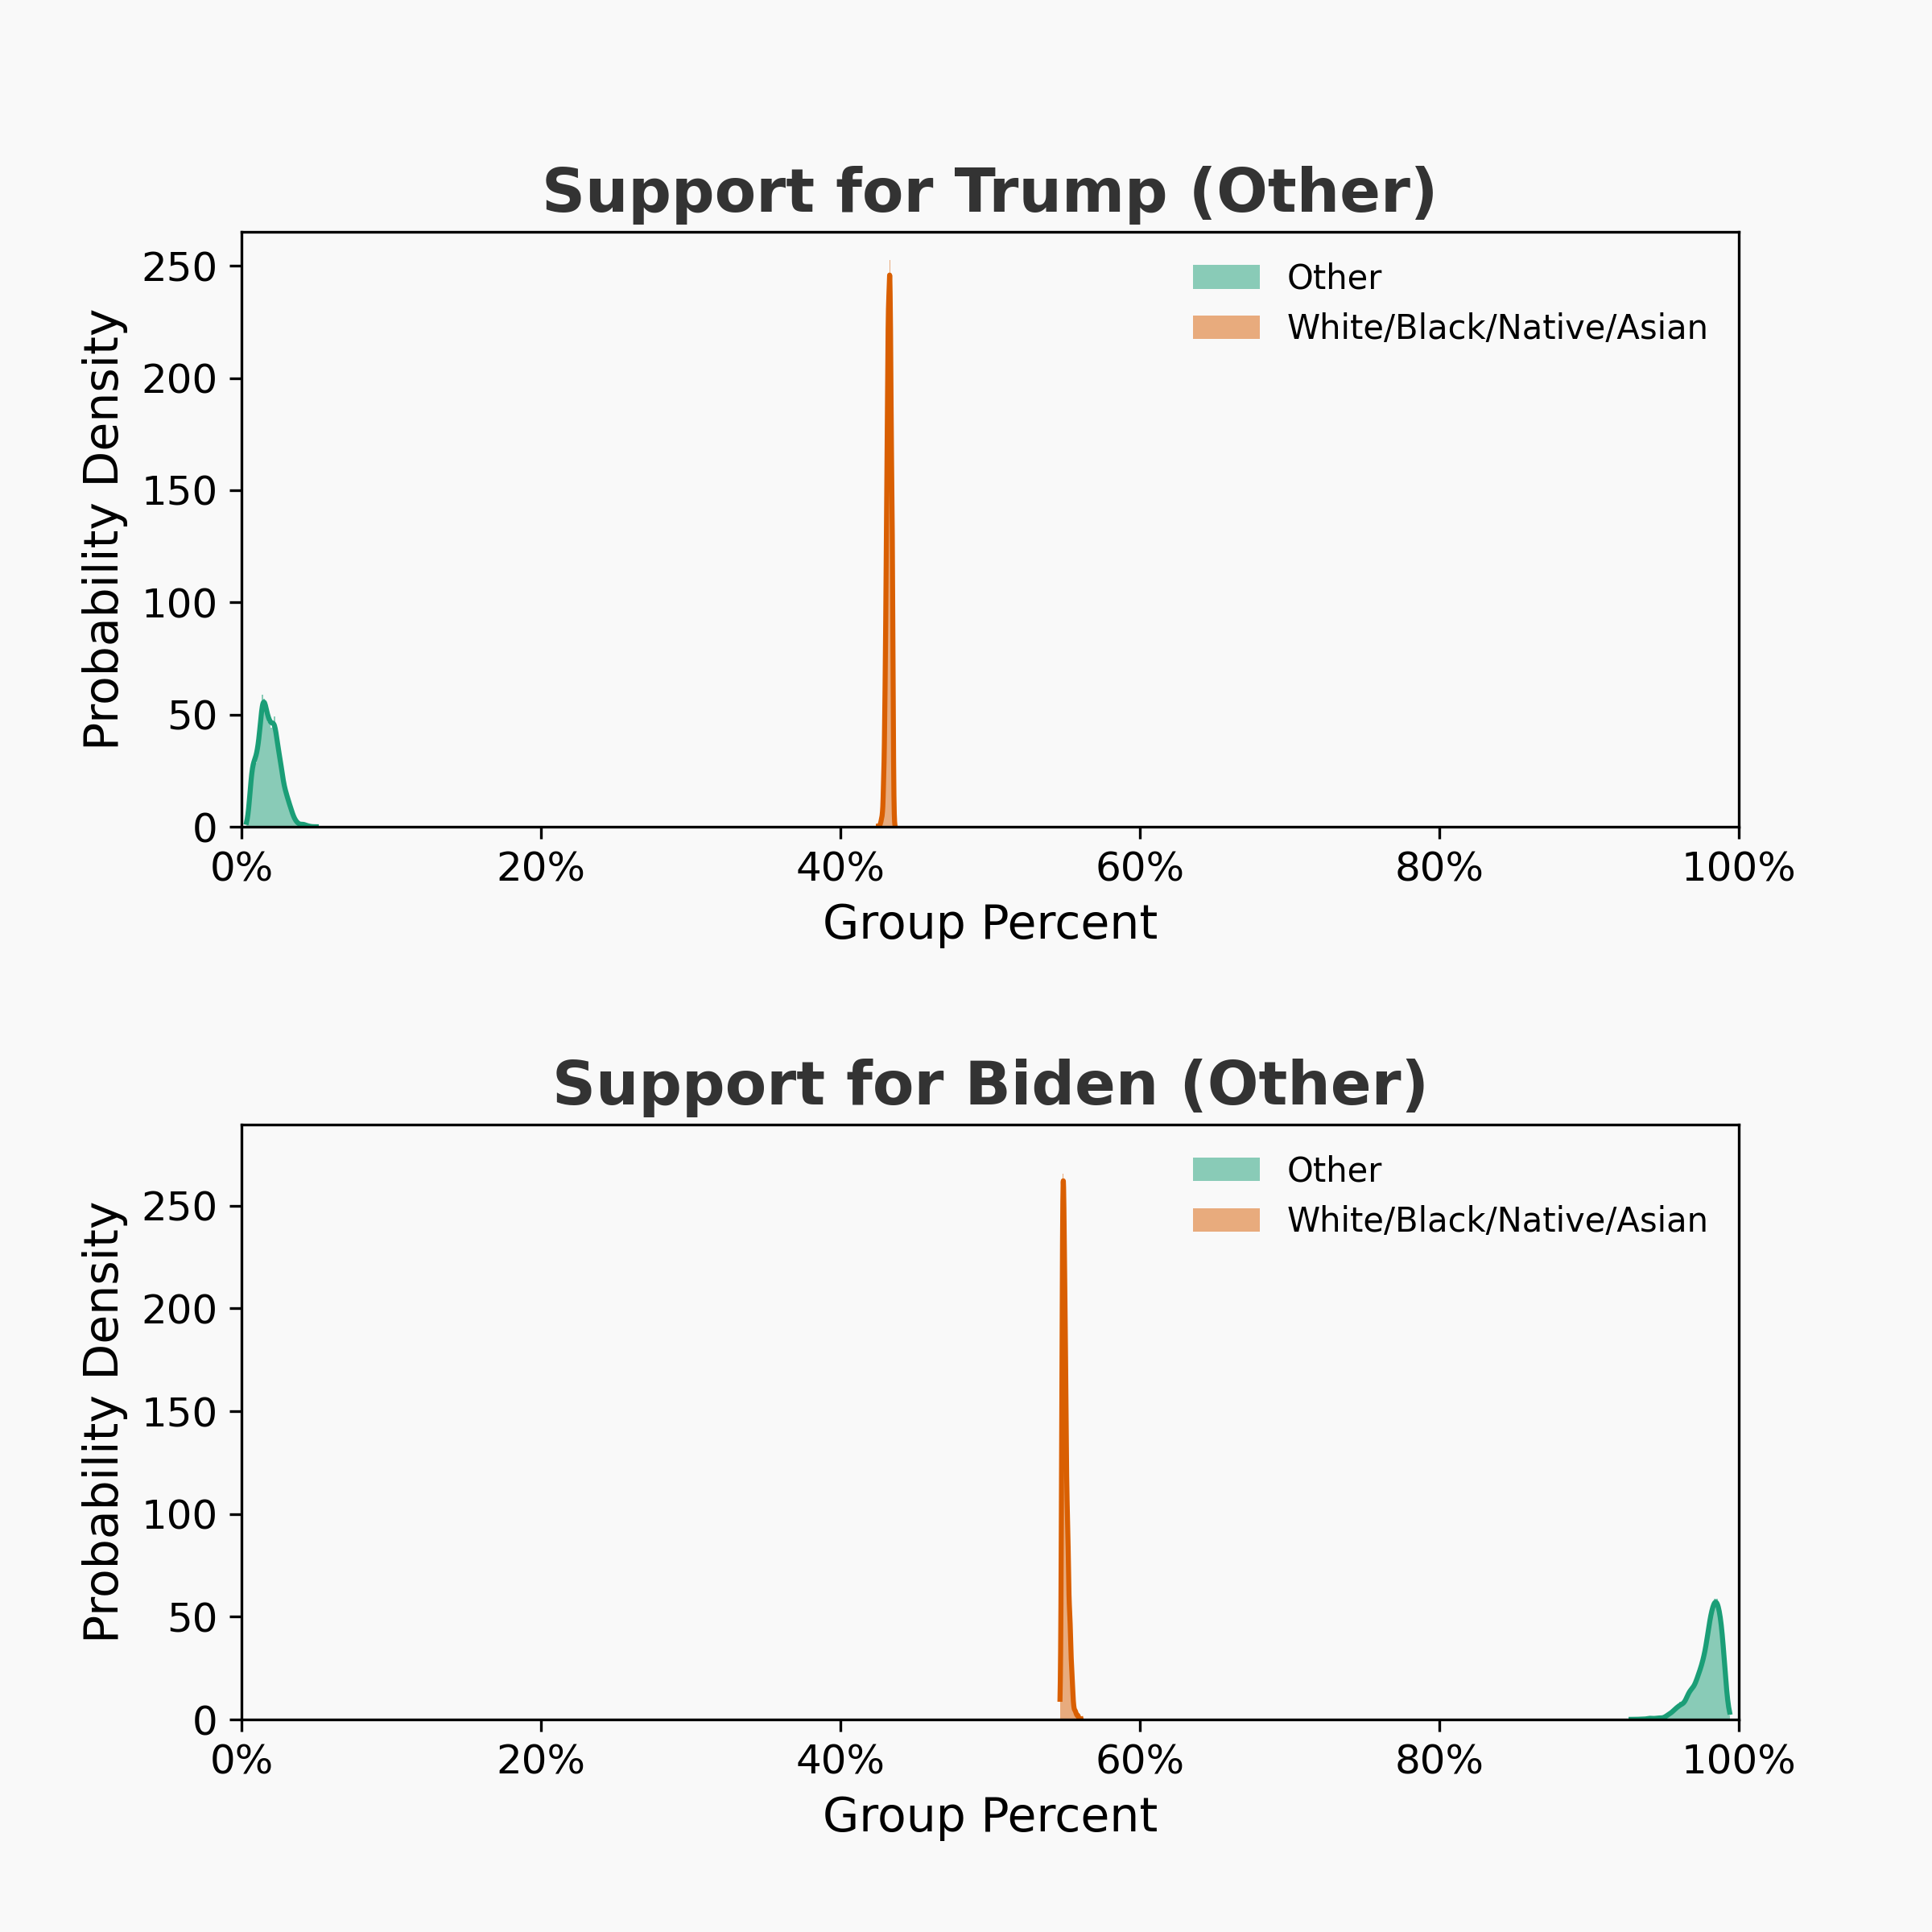 Support for Trump (Other)
Probability Density
250
200
150
100
50
0
Other
White/Black/Native/Asian
0% 20% 40% 60% 80% 100%
Group Percent
Support for Biden (Other)
Probability Density
250
200
150
100
50
0
Other
White/Black/Native/Asian
0% 20% 40% 60% 80% 100%
Group Percent